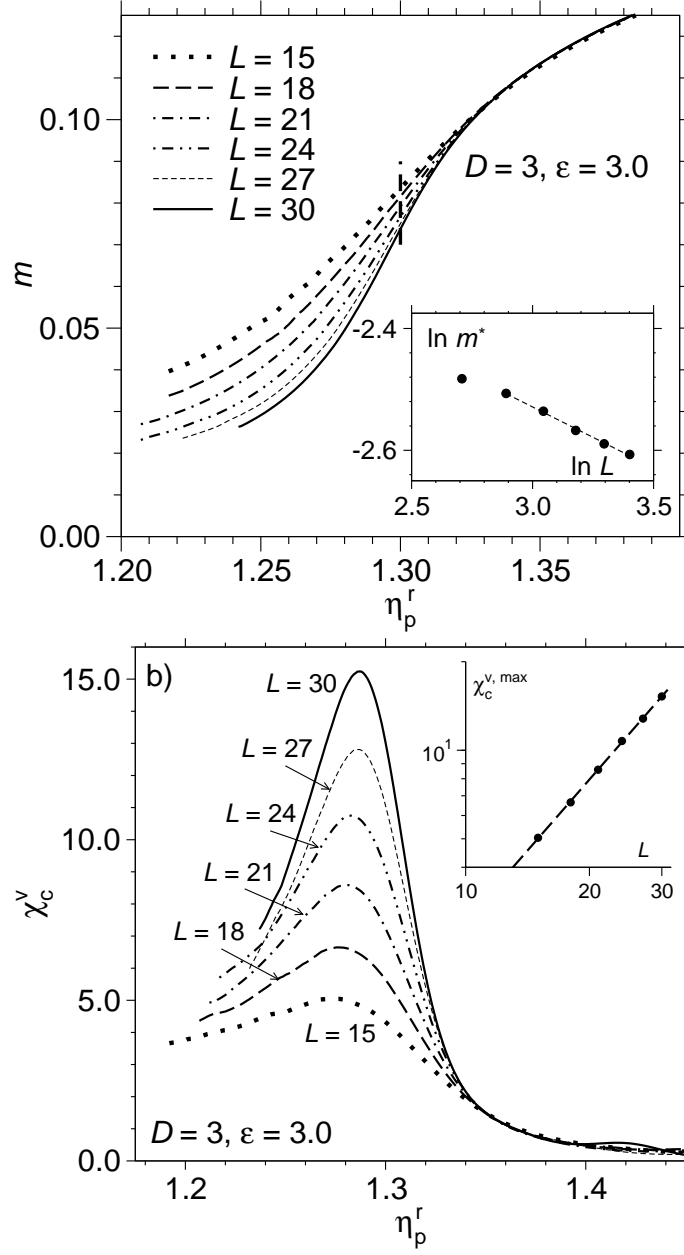 0.10
0.05
0.00
m
L = 15
L = 18
L = 21
L = 24
L = 27
L = 30
D = 3, ε = 3.0
ln m*
-2.4
-2.6
ln L
2.5 3.0 3.5
1.20 1.25 1.30 1.35
η_p^r
b)
15.0
10.0
5.0
0.0
χ_c^v
L = 30
L = 27
L = 24
L = 21
L = 18
L = 15
χ_c^{v, max}
10^1
L
10 20 30
D = 3, ε = 3.0
1.2 1.3 1.4
η_p^r